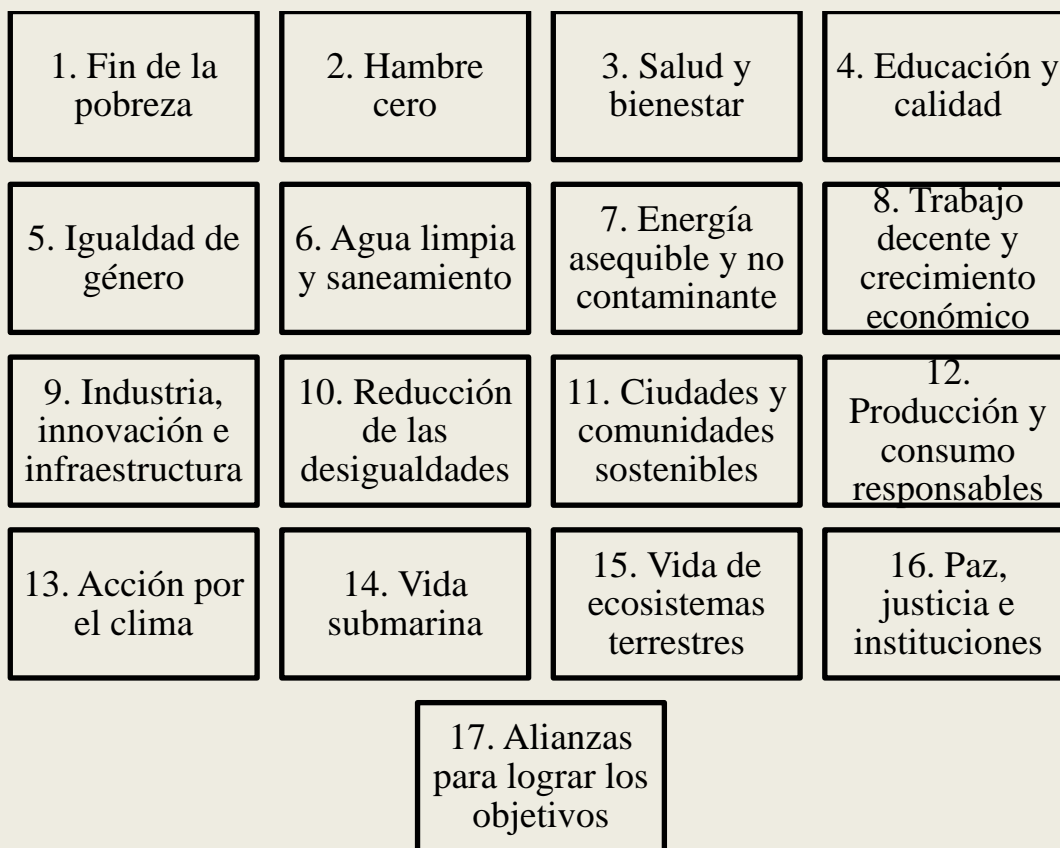 1. Fin de la
pobreza
2. Hambre
cero
3. Salud y
bienestar
4. Educación y
calidad
5. Igualdad de
género
6. Agua limpia
y saneamiento
7. Energía
asequible y no
contaminante
8. Trabajo
decente y
crecimiento
económico
9. Industria,
innovación e
infraestructura
10. Reducción
de las
desigualdades
11. Ciudades y
comunidades
sostenibles
12.
Producción y
consumo
responsables
13. Acción por
el clima
14. Vida
submarina
15. Vida de
ecosistemas
terrestres
16. Paz,
justicia e
instituciones
17. Alianzas
para lograr los
objetivos